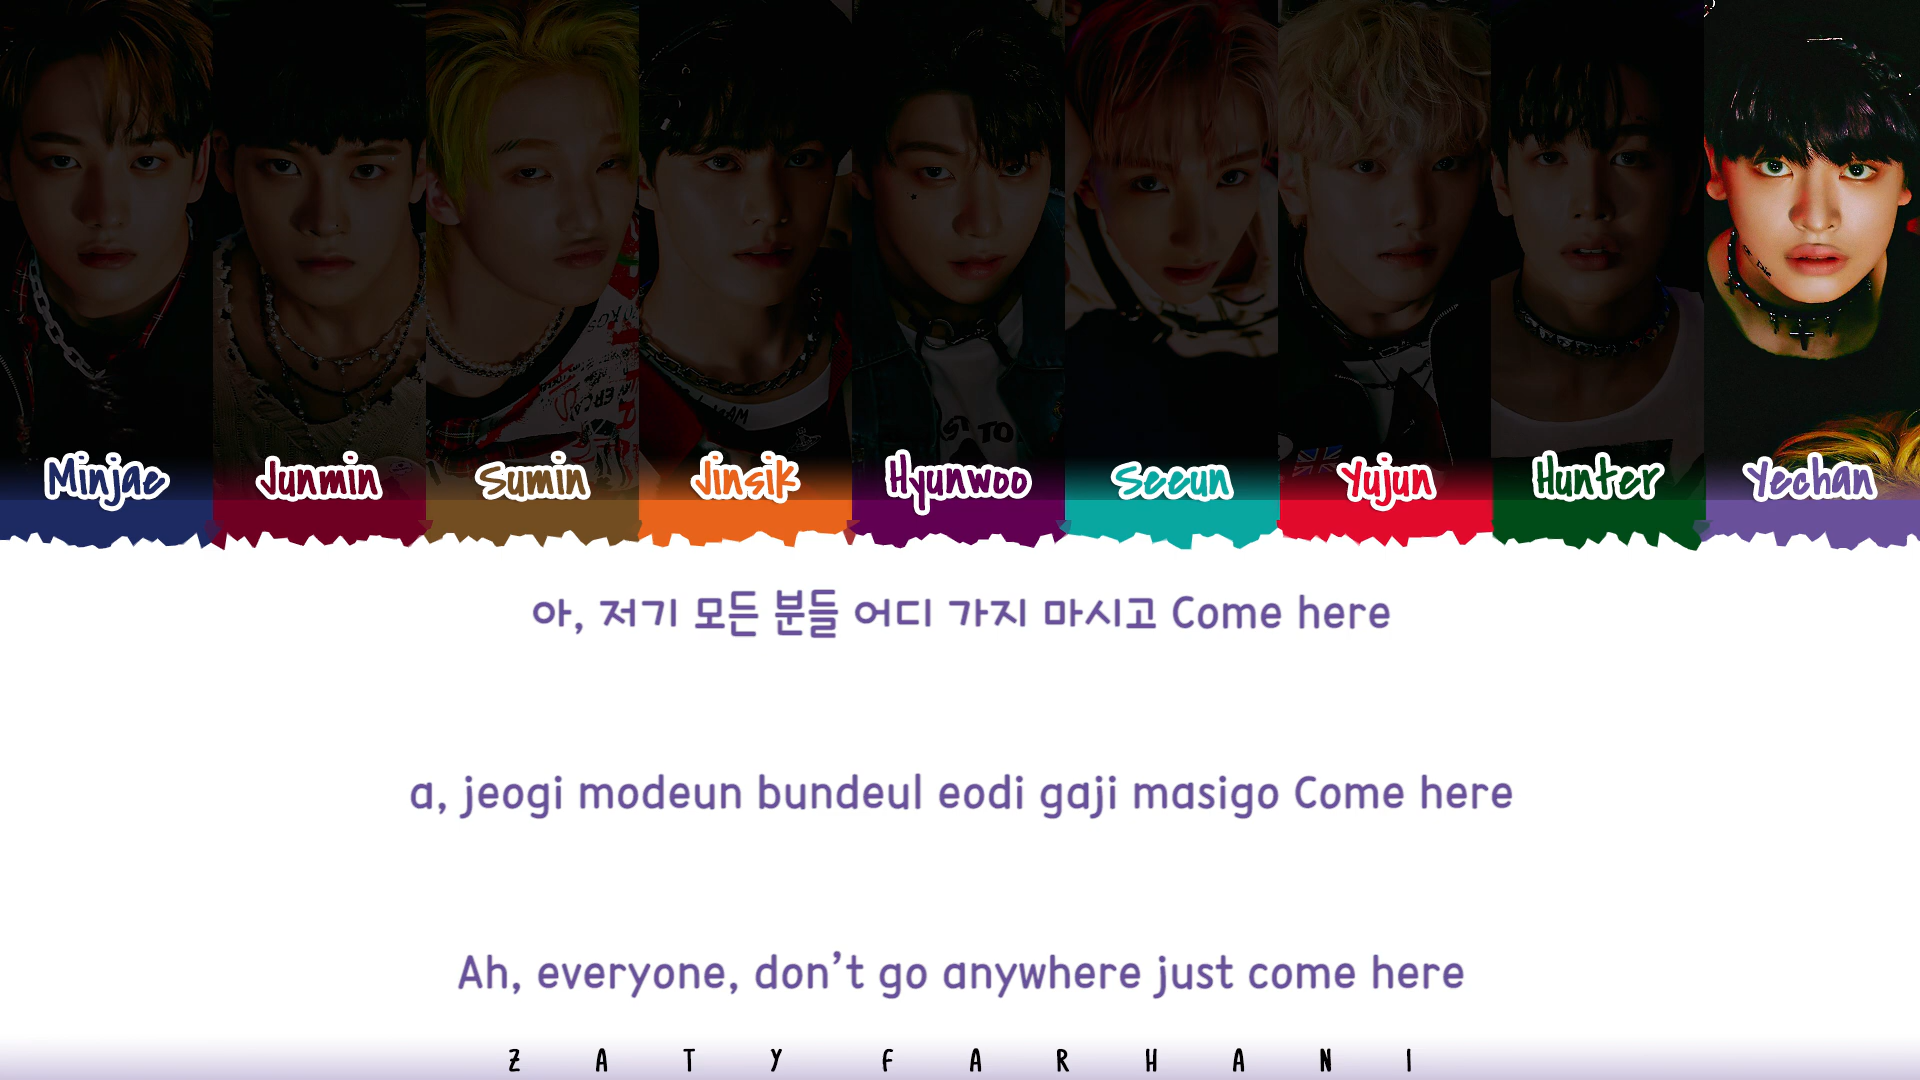 Minjae Junmin Sumin Jinsik Hyunwoo Seeun Yujun Hunter Yechan
아, 저기 모든 분들 어디 가지 마시고 Come here
a, jeogi modeun bundeul eodi gaji masigo Come here
Ah, everyone, don't go anywhere just come here
ZATY FARHANI